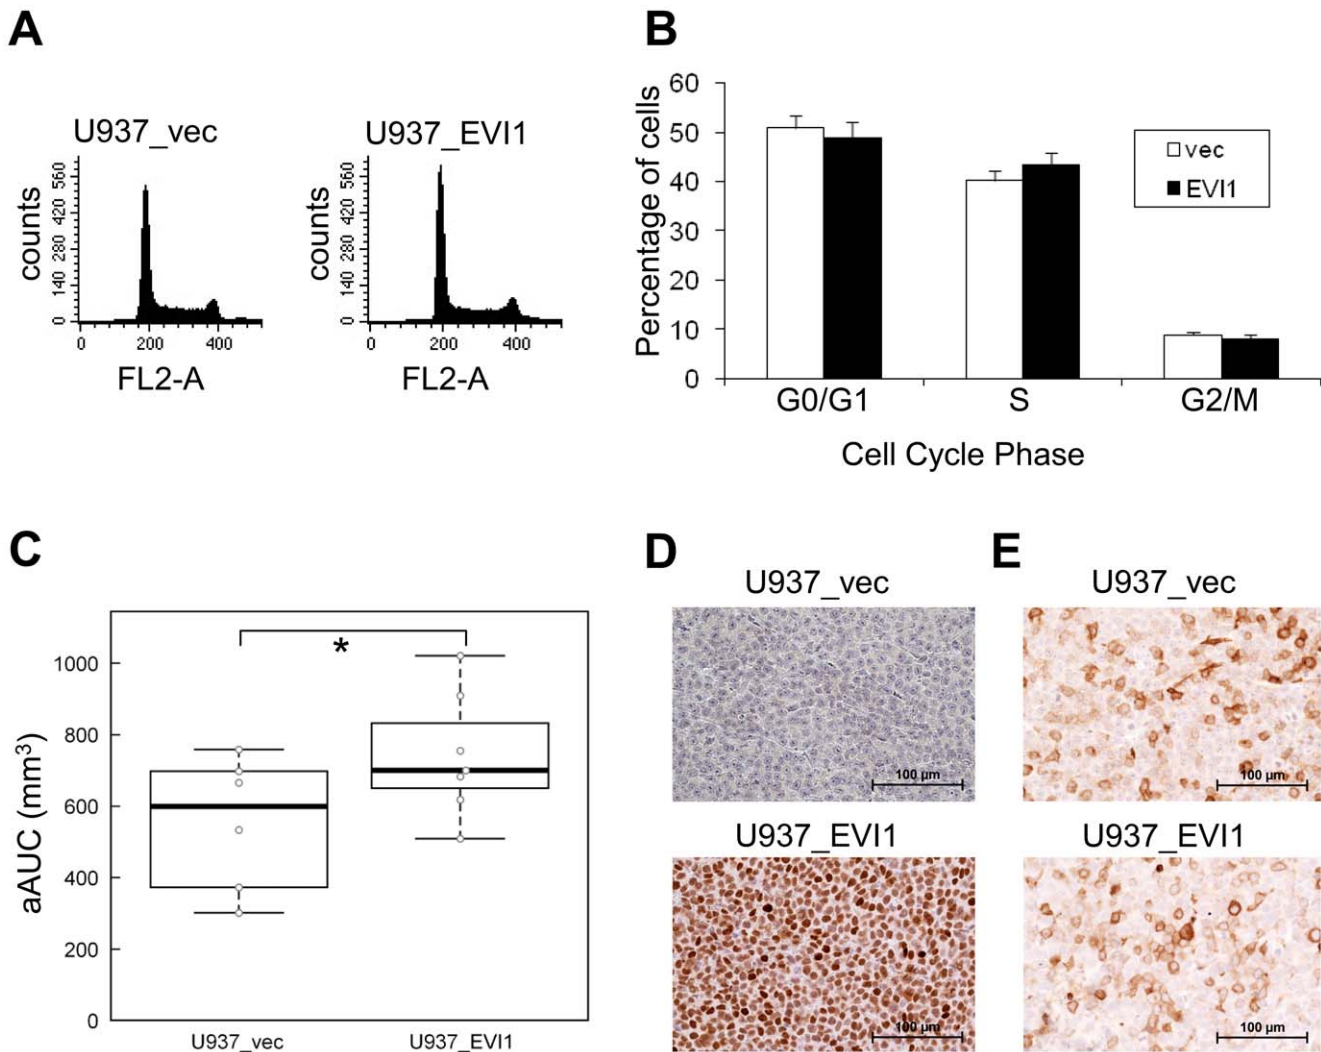 A
U937_vec
U937_EVI1
counts
0 140 280 420 560
0 200 400
FL2-A
counts
0 140 280 420 560
0 200 400
FL2-A
B
Percentage of cells
60
50
40
30
20
10
0
vec
EVI1
G0/G1 S G2/M
Cell Cycle Phase
C
aAUC (mm³)
1000
800
600
400
200
0
*
U937_vec U937_EVI1
D
U937_vec
100 µm
U937_EVI1
100 µm
E
U937_vec
100 µm
U937_EVI1
100 µm